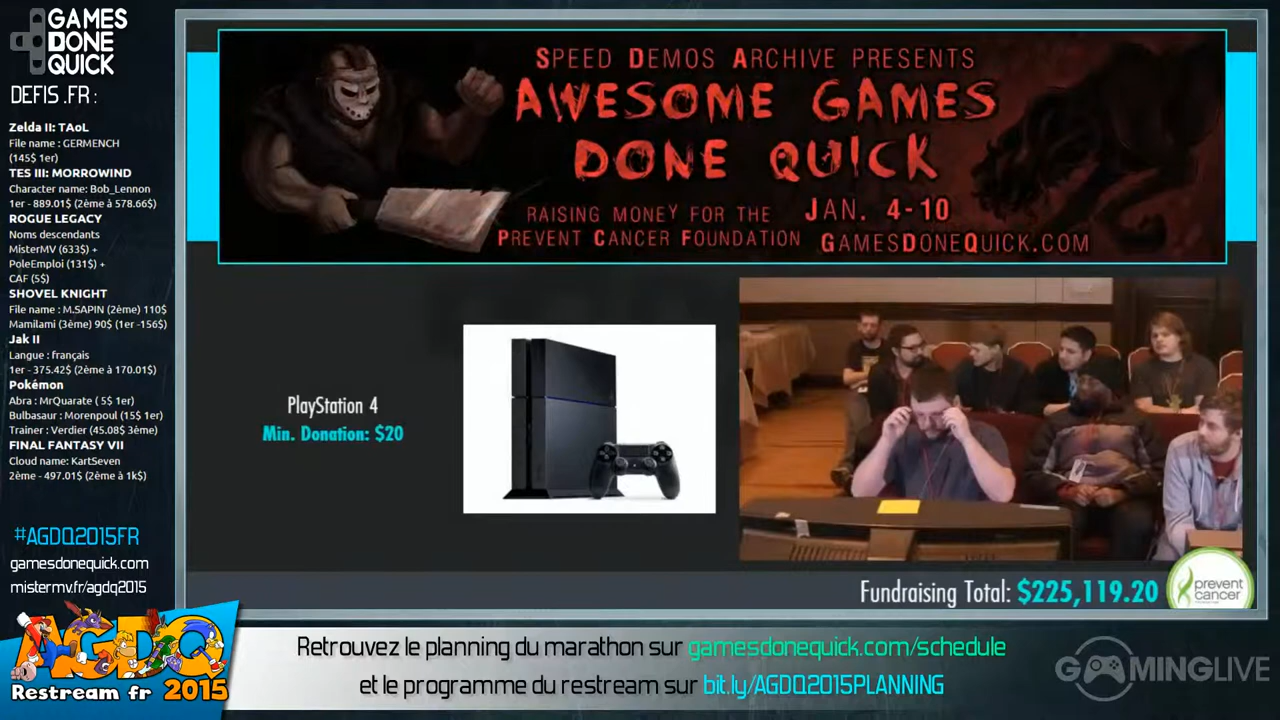 GAMES
DONE
QUICK
DEFIS .FR :
Zelda II: TAoL
File name : GERMENCH
(145$ 1er)
TES III: MORROWIND
Character name: Bob_Lennon
1er - 889.01$ (2ème à 578.66$)
ROGUE LEGACY
Noms descendants
MisterMV (633$) +
PoleEmploi (131$) +
CAF (5$)
SHOVEL KNIGHT
File name : M.SAPIN (2ème) 110$
Mamilami (3ème) 90$ (1er -156$)
Jak II
Langue : français
1er - 375.42$ (2ème à 170.01$)
Pokémon
Abra : MrQuarate ( 5$ 1er)
Bulbasaur : Morenpoul (15$ 1er)
Trainer : Verdier (45.08$ 3ème)
FINAL FANTASY VII
Cloud name: KartSeven
2ème - 497.01$ (2ème à 1k$)
#AGDQ2015FR
gamesdonequick.com
mistermv.fr/agdq2015
AGDQ
Restream fr 2015
SPEED DEMOS ARCHIVE PRESENTS
AWESOME GAMES
DONE QUICK
RAISING MONEY FOR THE
PREVENT CANCER FOUNDATION
JAN. 4-10
GAMESDONEQUICK.COM
PlayStation 4
Min. Donation: $20
Fundraising Total: $225,119.20
prevent
cancer
Retrouvez le planning du marathon sur gamesdonequick.com/schedule
et le programme du restream sur bit.ly/AGDQ2015PLANNING
GAMINGLIVE